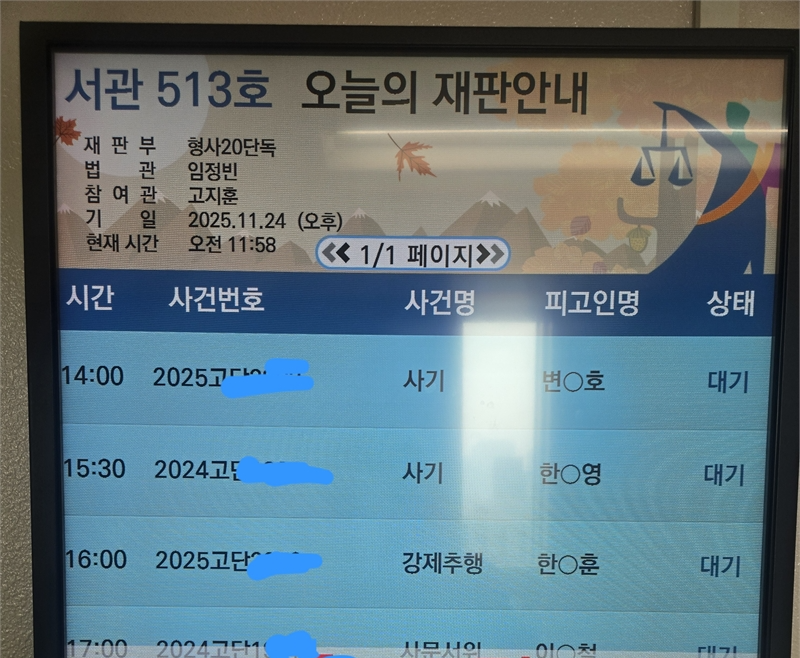 서관 513호 오늘의 재판안내
재 판 부 형사20단독
법 관 임정빈
참 여 관 고지훈
기 일 2025.11.24 (오후)
현재 시간 오전 11:58
1/1 페이지
시간 사건번호 사건명 피고인명 상태
14:00 2025고단 사기 변○호 대기
15:30 2024고단 사기 한○영 대기
16:00 2025고단 강제추행 한○훈 대기
17:00 2024고단1 이○철 대기